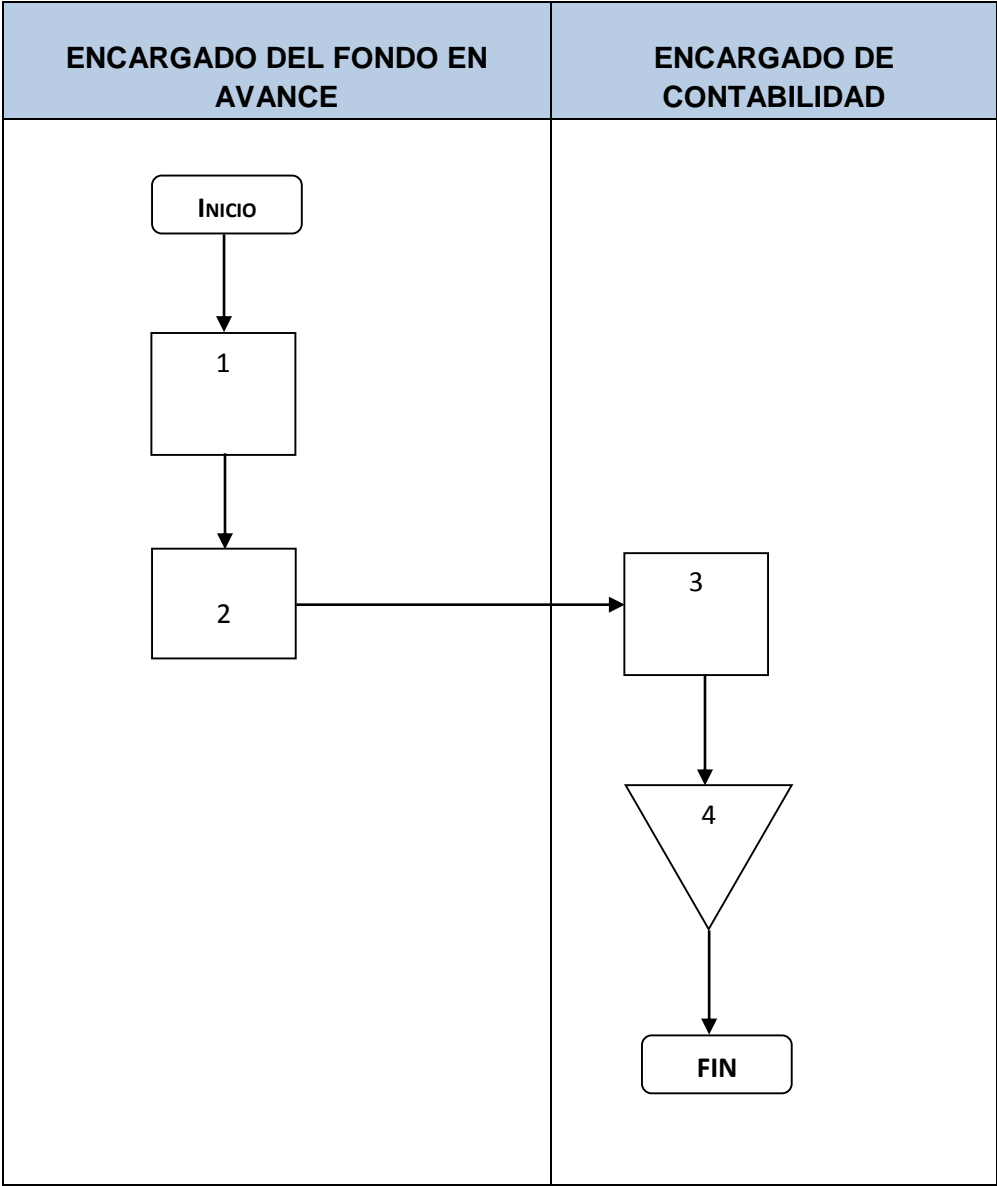 ENCARGADO DEL FONDO EN
AVANCE
ENCARGADO DE
CONTABILIDAD
INICIO
1
2
3
4
FIN